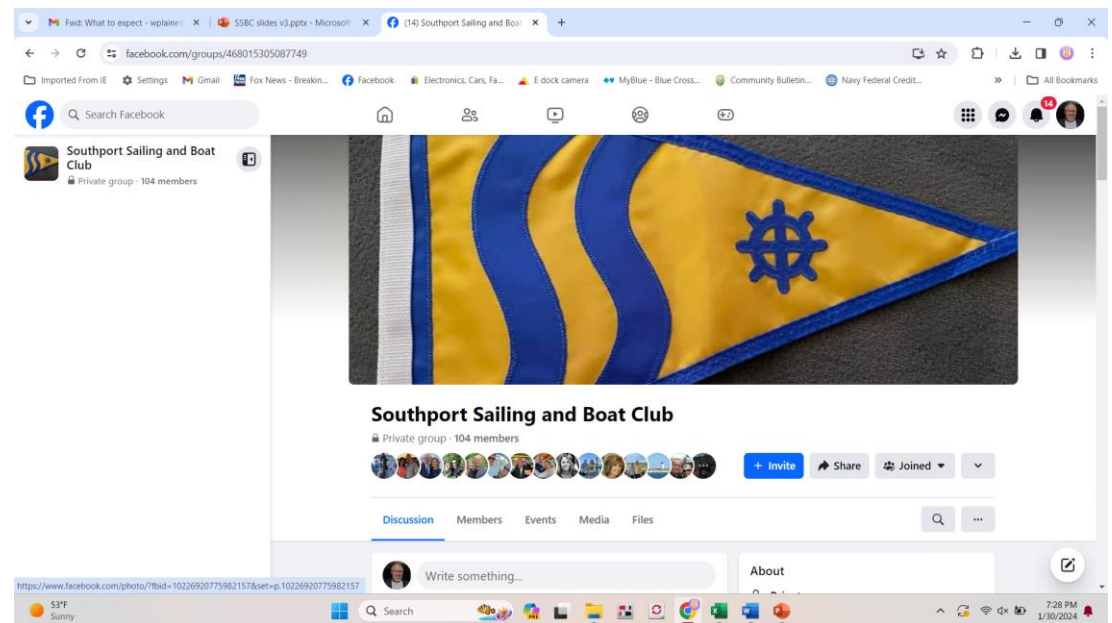 Fwd: What to expect - wplaines
SSBC slides v3.pptx - Microsoft
(14) Southport Sailing and Boat
facebook.com/groups/468015305087749
Imported From IE Settings Gmail Fox News - Breakin... Facebook Electronics, Cars, Fa... E dock camera MyBlue - Blue Cross... Community Bulletin... Navy Federal Credit... » All Bookmarks
Search Facebook
14
Southport Sailing and Boat
Club
Private group · 104 members
Southport Sailing and Boat Club
Private group · 104 members
+ Invite Share Joined
Discussion Members Events Media Files
Write something...
About
https://www.facebook.com/photo/?fbid=10226920775982157&set=p.10226920775982157
53°F
Sunny
Search
7:28 PM
1/30/2024